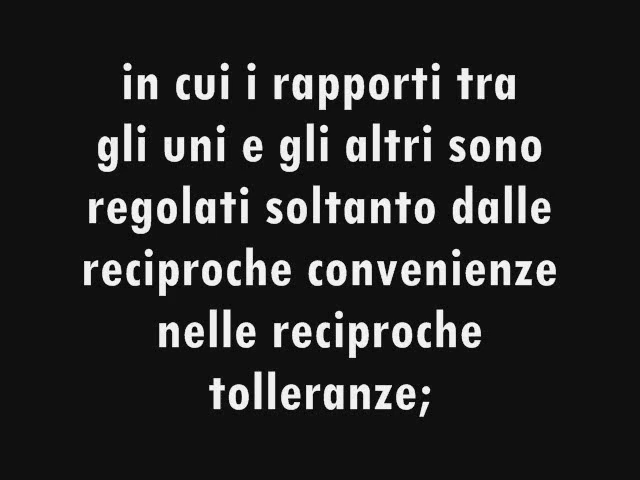 in cui i rapporti tra
gli uni e gli altri sono
regolati soltanto dalle
reciproche convenienze
nelle reciproche
tolleranze;